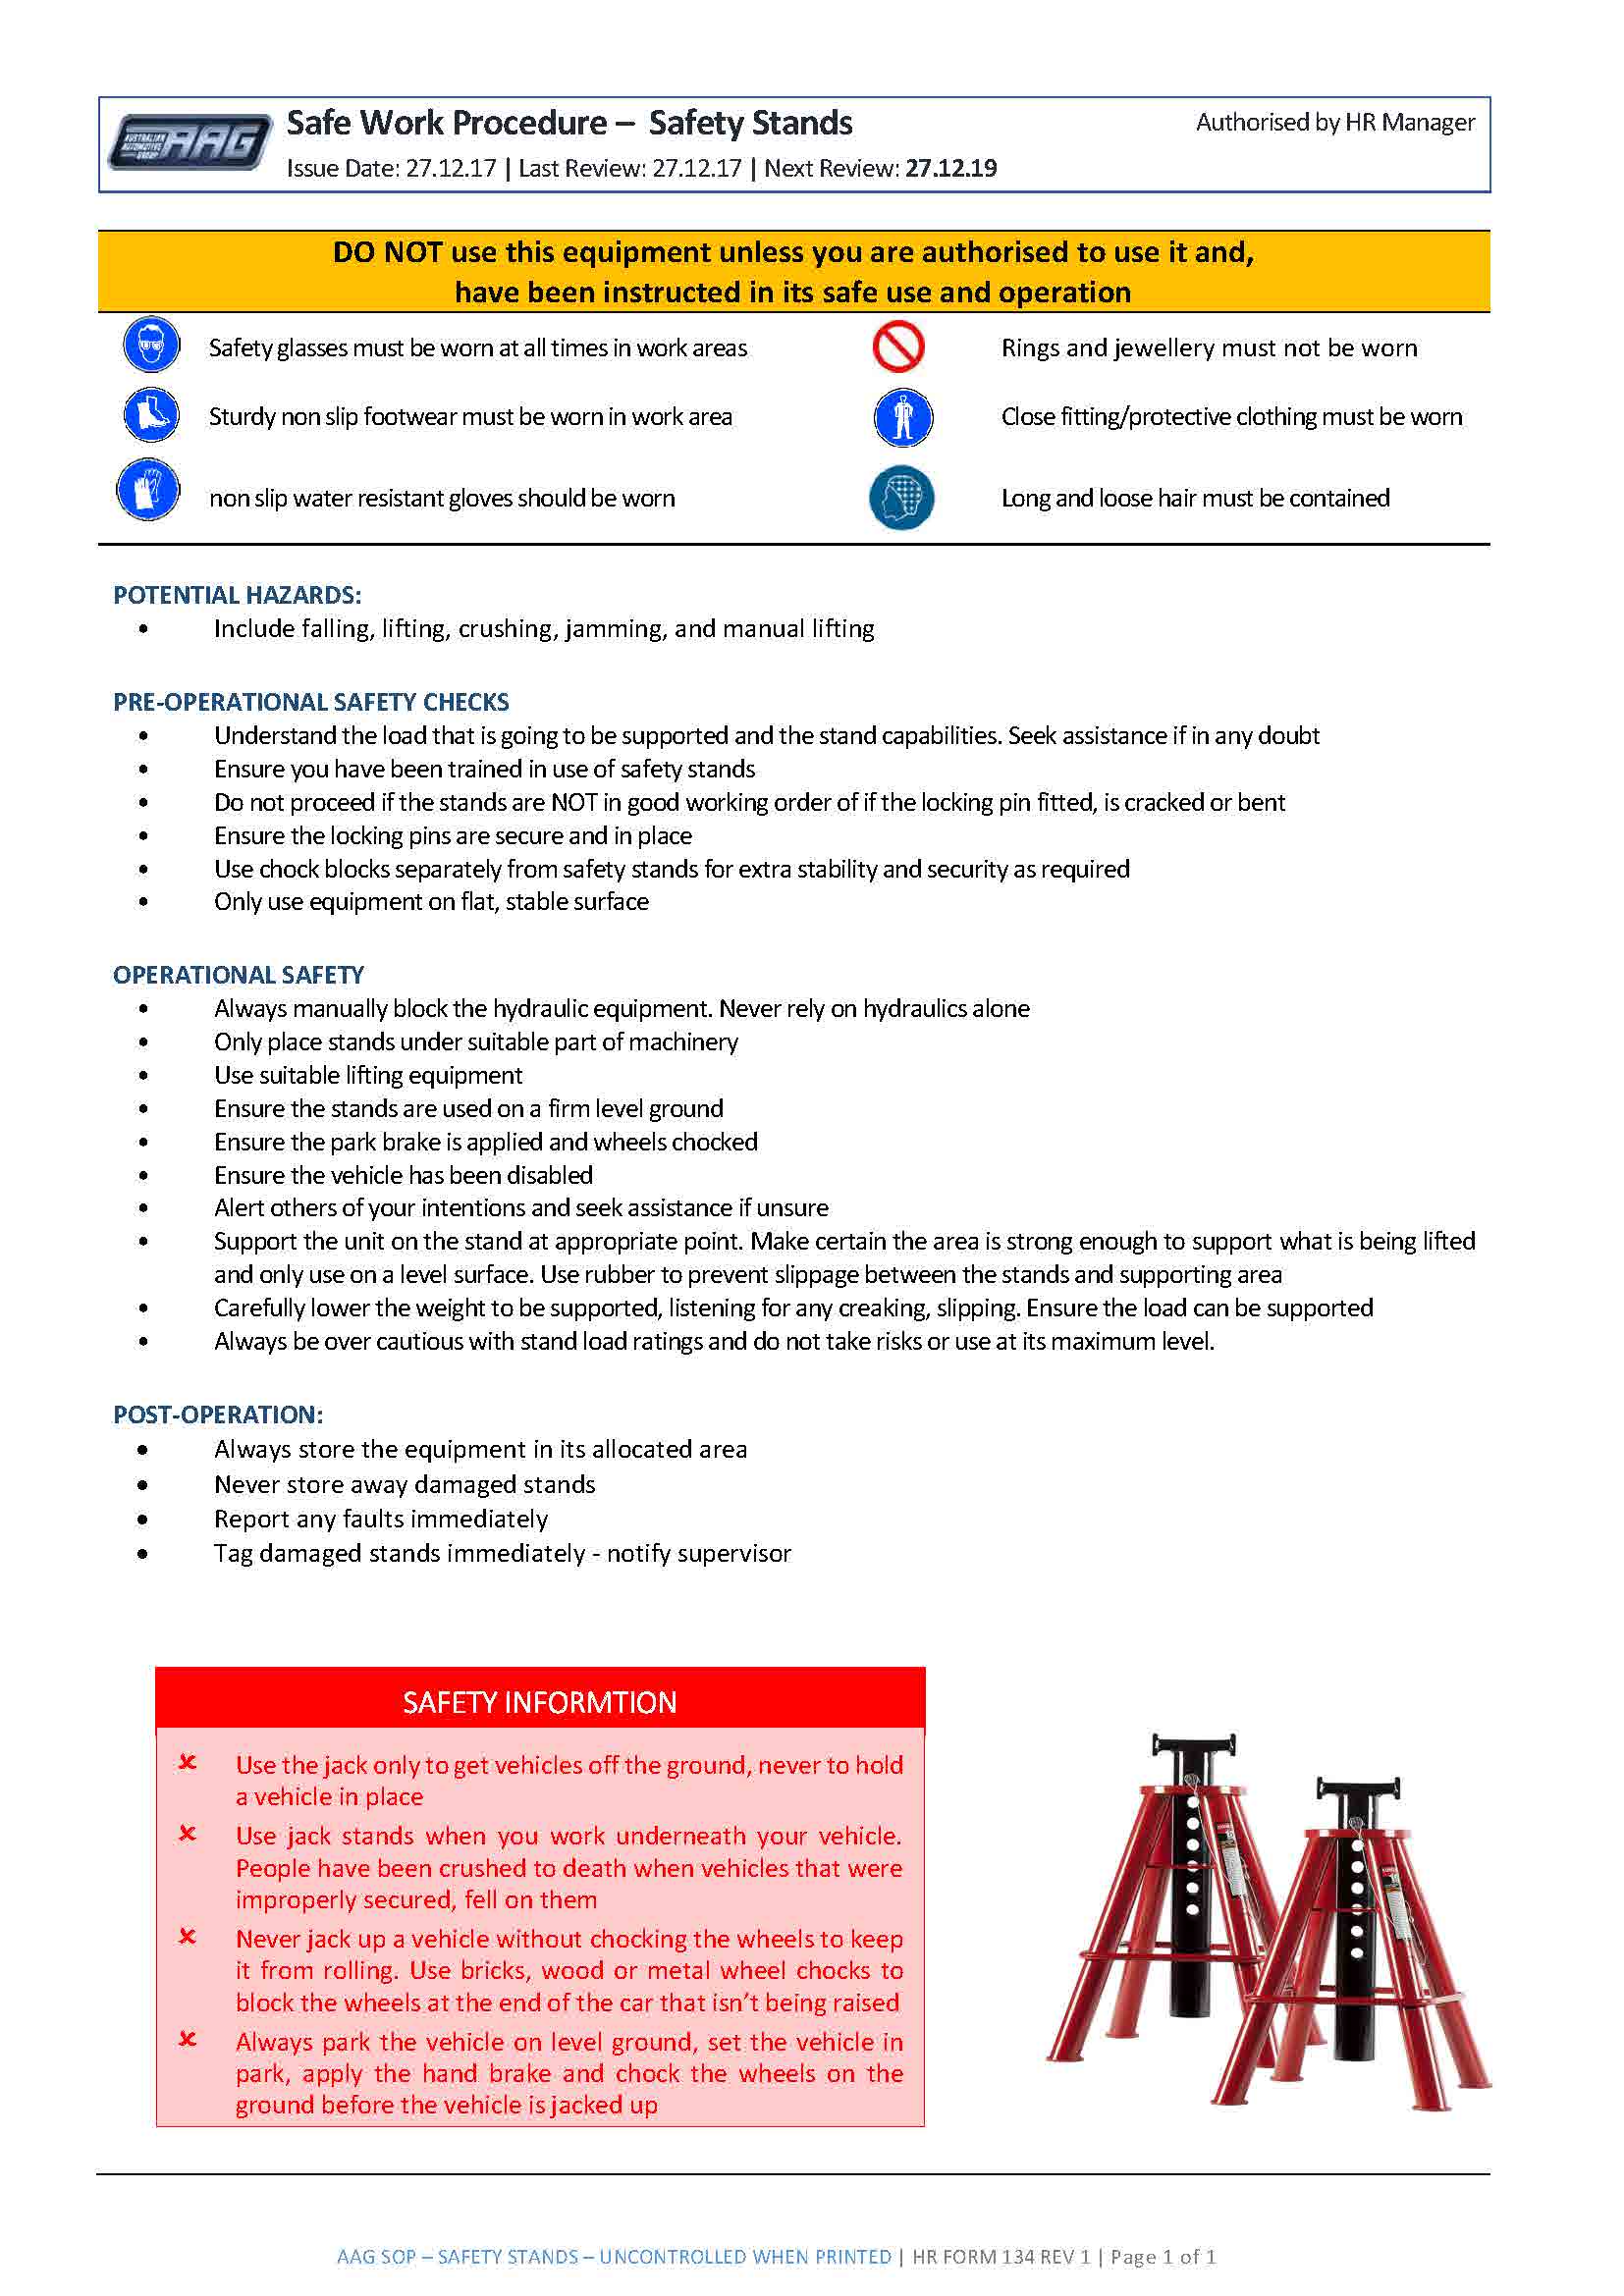 AUSTRALIAN
AUTOMOTIVE
GROUP
AAG
Safe Work Procedure – Safety Stands
Authorised by HR Manager
Issue Date: 27.12.17 | Last Review: 27.12.17 | Next Review: 27.12.19
DO NOT use this equipment unless you are authorised to use it and,
have been instructed in its safe use and operation
Safety glasses must be worn at all times in work areas
Rings and jewellery must not be worn
Sturdy non slip footwear must be worn in work area
Close fitting/protective clothing must be worn
non slip water resistant gloves should be worn
Long and loose hair must be contained
POTENTIAL HAZARDS:
• Include falling, lifting, crushing, jamming, and manual lifting
PRE-OPERATIONAL SAFETY CHECKS
• Understand the load that is going to be supported and the stand capabilities. Seek assistance if in any doubt
• Ensure you have been trained in use of safety stands
• Do not proceed if the stands are NOT in good working order of if the locking pin fitted, is cracked or bent
• Ensure the locking pins are secure and in place
• Use chock blocks separately from safety stands for extra stability and security as required
• Only use equipment on flat, stable surface
OPERATIONAL SAFETY
• Always manually block the hydraulic equipment. Never rely on hydraulics alone
• Only place stands under suitable part of machinery
• Use suitable lifting equipment
• Ensure the stands are used on a firm level ground
• Ensure the park brake is applied and wheels chocked
• Ensure the vehicle has been disabled
• Alert others of your intentions and seek assistance if unsure
• Support the unit on the stand at appropriate point. Make certain the area is strong enough to support what is being lifted
and only use on a level surface. Use rubber to prevent slippage between the stands and supporting area
• Carefully lower the weight to be supported, listening for any creaking, slipping. Ensure the load can be supported
• Always be over cautious with stand load ratings and do not take risks or use at its maximum level.
POST-OPERATION:
• Always store the equipment in its allocated area
• Never store away damaged stands
• Report any faults immediately
• Tag damaged stands immediately - notify supervisor
SAFETY INFORMTION
✘ Use the jack only to get vehicles off the ground, never to hold
a vehicle in place
✘ Use jack stands when you work underneath your vehicle.
People have been crushed to death when vehicles that were
improperly secured, fell on them
✘ Never jack up a vehicle without chocking the wheels to keep
it from rolling. Use bricks, wood or metal wheel chocks to
block the wheels at the end of the car that isn’t being raised
✘ Always park the vehicle on level ground, set the vehicle in
park, apply the hand brake and chock the wheels on the
ground before the vehicle is jacked up
AAG SOP – SAFETY STANDS – UNCONTROLLED WHEN PRINTED | HR FORM 134 REV 1 | Page 1 of 1